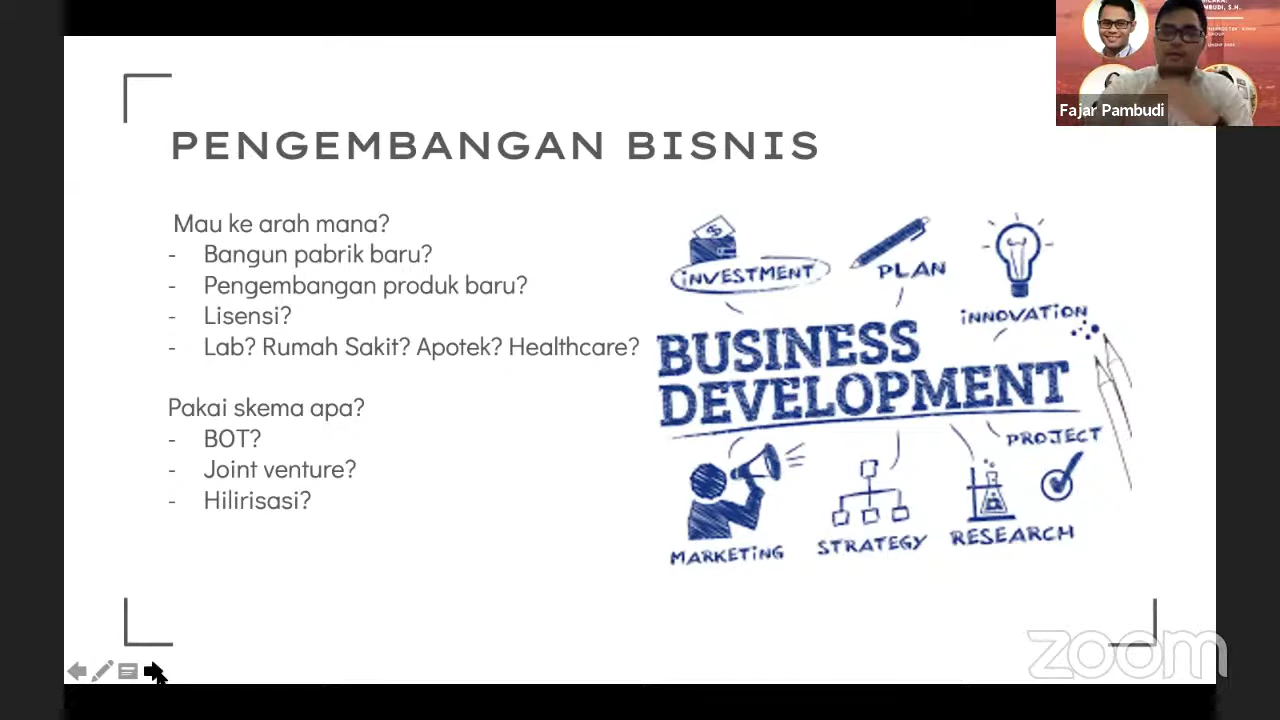 PENGEMBANGAN BISNIS
Mau ke arah mana?
- Bangun pabrik baru?
- Pengembangan produk baru?
- Lisensi?
- Lab? Rumah Sakit? Apotek? Healthcare?
Pakai skema apa?
- BOT?
- Joint venture?
- Hilirisasi?
$
INVESTMENT
PLAN
INNOVATION
BUSINESS
DEVELOPMENT
PROJECT
MARKETING
STRATEGY
RESEARCH
Fajar Pambudi
zoom